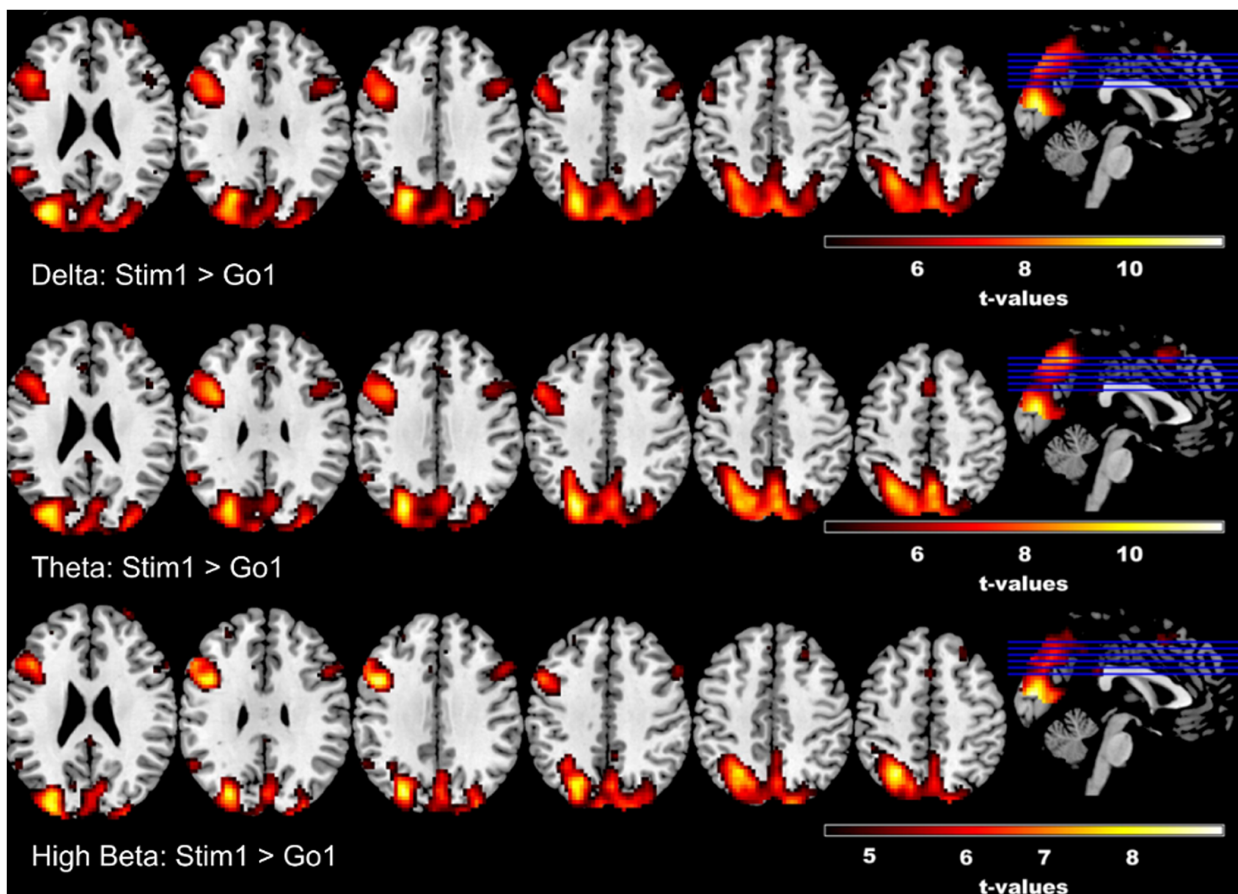 6 8 10
t-values
Delta: Stim1 > Go1
6 8 10
t-values
Theta: Stim1 > Go1
5 6 7 8
t-values
High Beta: Stim1 > Go1